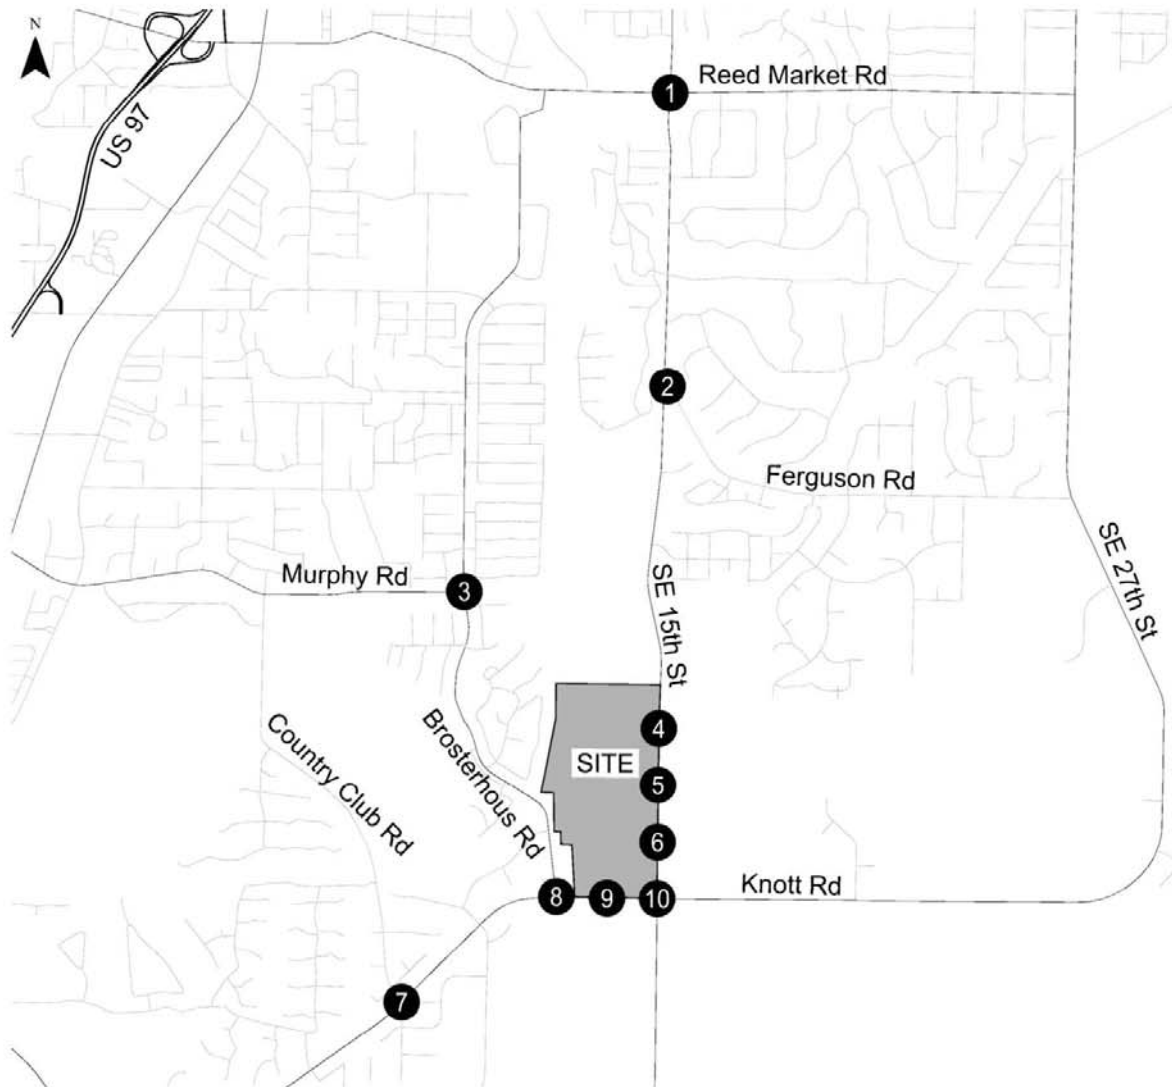 N
Reed Market Rd
1
US 97
2
Ferguson Rd
SE 27th St
Murphy Rd
3
SE 15th St
4
Brosterhous Rd
Country Club Rd
SITE
5
6
Knott Rd
8
9
10
7